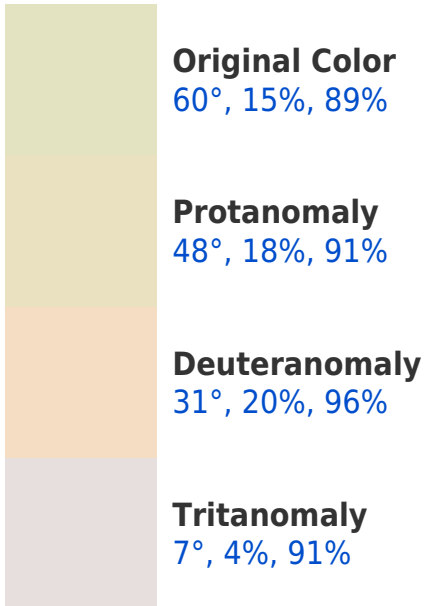 Original Color
60°, 15%, 89%
Protanomaly
48°, 18%, 91%
Deuteranomaly
31°, 20%, 96%
Tritanomaly
7°, 4%, 91%